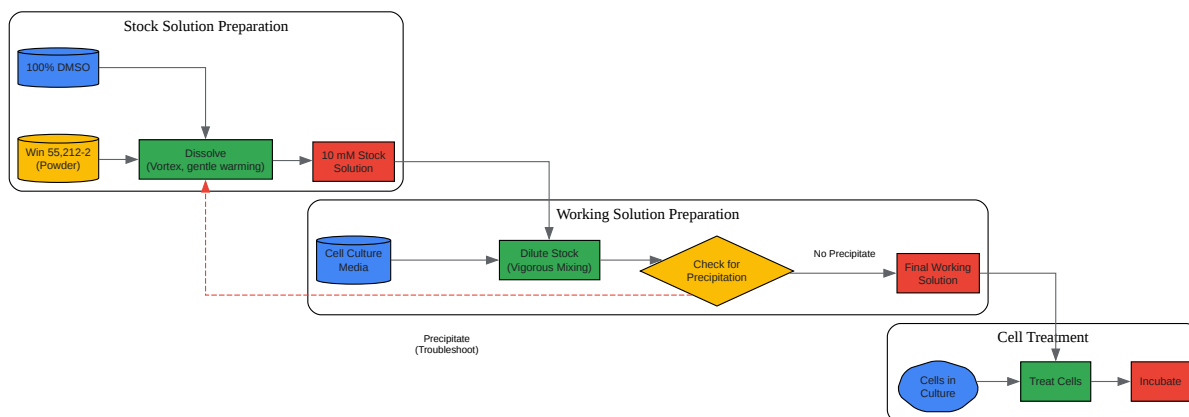 Stock Solution Preparation
100% DMSO
Win 55,212-2
(Powder)
Dissolve
(Vortex, gentle warming)
10 mM Stock
Solution
Working Solution Preparation
Cell Culture
Media
Dilute Stock
(Vigorous Mixing)
Check for
Precipitation
No Precipitate
Final Working
Solution
Precipitate
(Troubleshoot)
Cell Treatment
Cells in
Culture
Treat Cells
Incubate